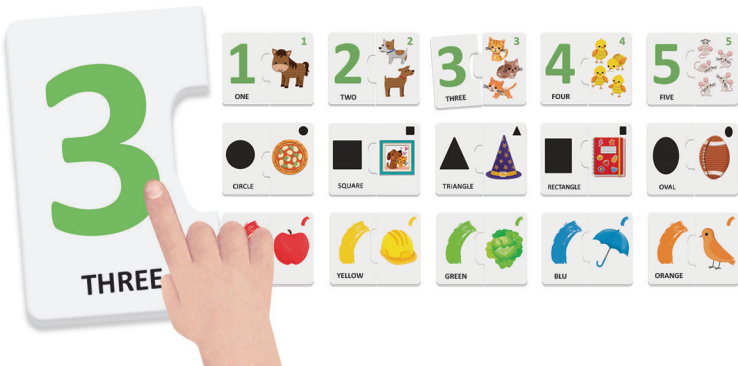 3
THREE
1 1
ONE
2 2
TWO
3 3
THREE
4 4
FOUR
5 5
FIVE
CIRCLE
SQUARE
TRIANGLE
RECTANGLE
OVAL
YELLOW
GREEN
BLU
ORANGE